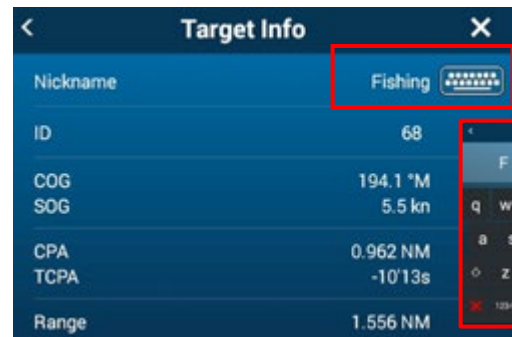 Target Info
Nickname Fishing
ID 68
COG 194.1 °M
SOG 5.5 kn
CPA 0.962 NM
TCPA -10'13s
Range 1.556 NM
F
q w
a s
z
123